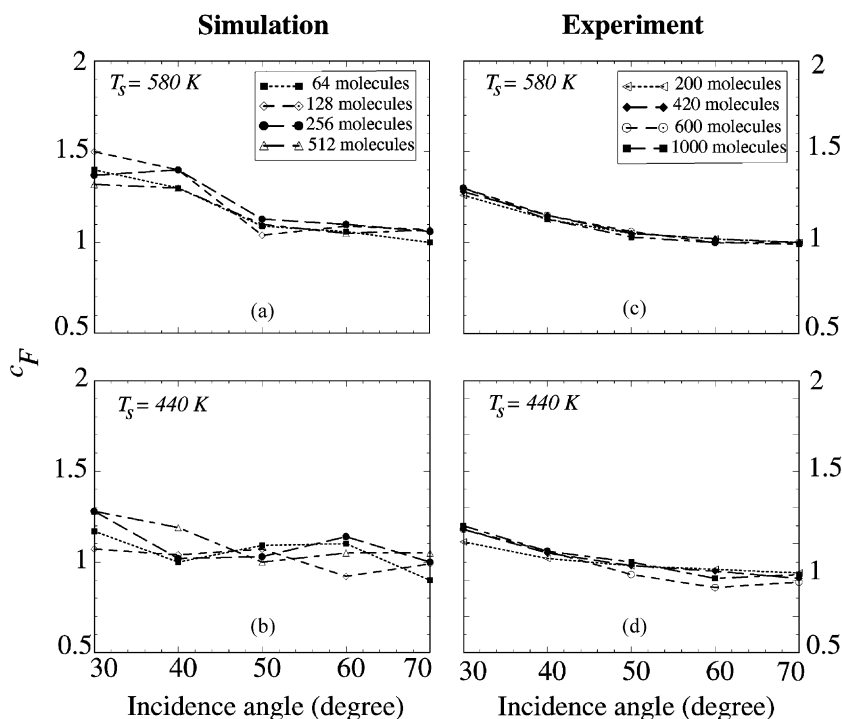 Simulation
Experiment
2
T_s = 580 K
64 molecules
128 molecules
256 molecules
512 molecules
1.5
1
0.5
(a)
T_s = 580 K
200 molecules
420 molecules
600 molecules
1000 molecules
2
1.5
1
0.5
(c)
c_F
2
T_s = 440 K
1.5
1
0.5
(b)
30 40 50 60 70
Incidence angle (degree)
T_s = 440 K
2
1.5
1
0.5
(d)
30 40 50 60 70
Incidence angle (degree)